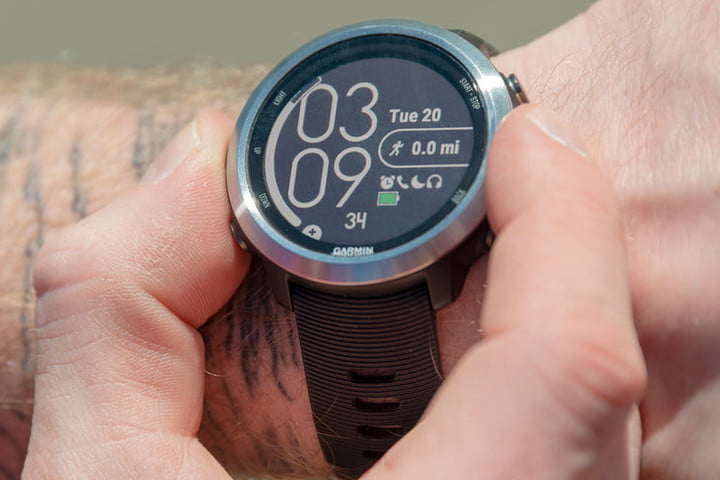 LIGHT
START • STOP
03
Tue 20
0.0 mi
UP
09
DOWN
BACK
34
GARMIN